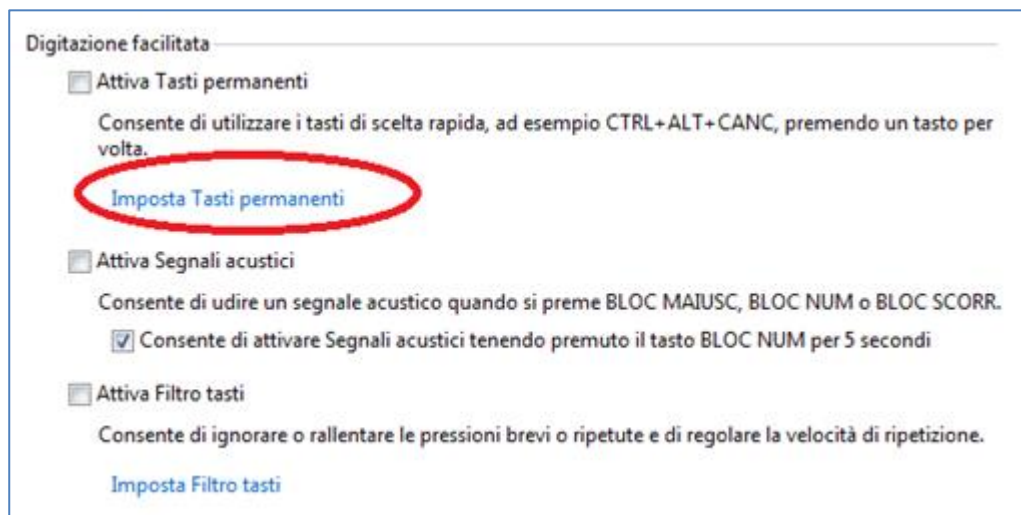 Digitazione facilitata
Attiva Tasti permanenti
Consente di utilizzare i tasti di scelta rapida, ad esempio CTRL+ALT+CANC, premendo un tasto per
volta.
Imposta Tasti permanenti
Attiva Segnali acustici
Consente di udire un segnale acustico quando si preme BLOC MAIUSC, BLOC NUM o BLOC SCORR.
Consente di attivare Segnali acustici tenendo premuto il tasto BLOC NUM per 5 secondi
Attiva Filtro tasti
Consente di ignorare o rallentare le pressioni brevi o ripetute e di regolare la velocità di ripetizione.
Imposta Filtro tasti